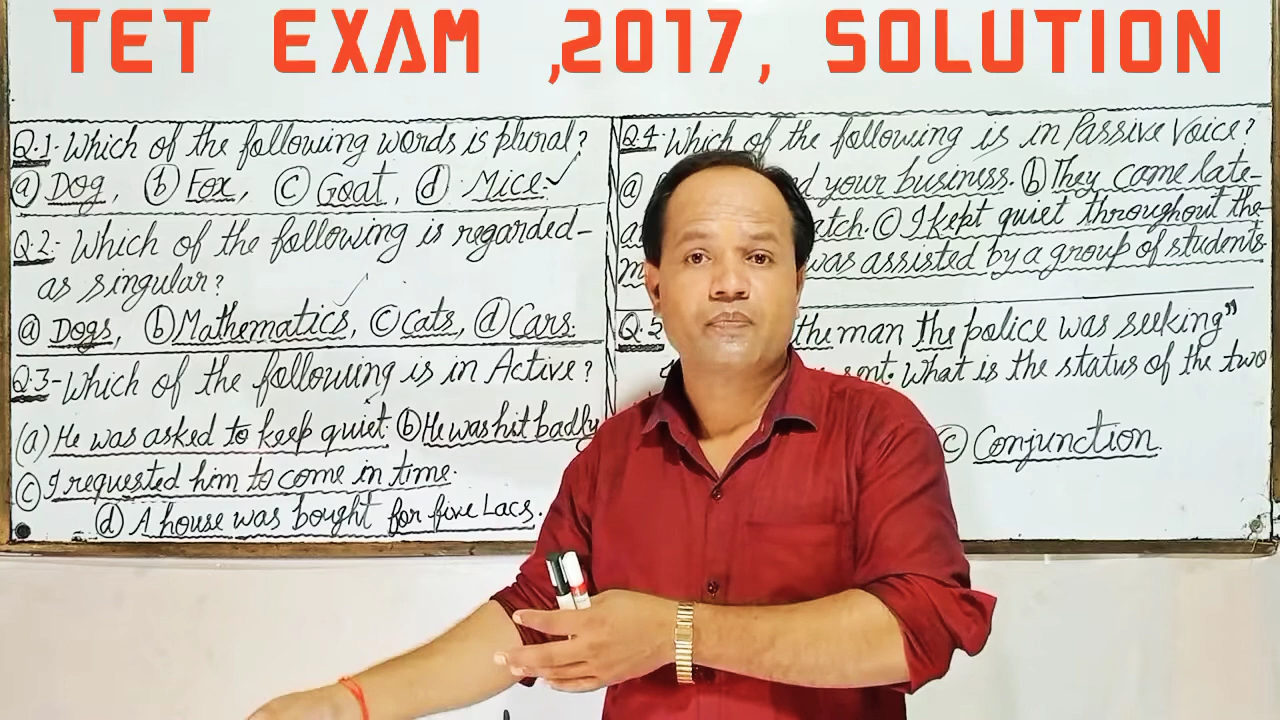 TET EXAM ,2017, SOLUTION
Q.1- Which of the following words is plural?
(a) Dog, (b) Fox, (c) Goat, (d) Mice. ✓
Q.2- Which of the following is regarded-
as singular?
(a) Dogs, (b) Mathematics, (c) Cats, (d) Cars.
Q.3- Which of the following is in Active?
(a) He was asked to keep quiet. (b) He was hit badly
(c) I requested him to come in time.
(d) A house was bought for five Lacs.
Q.4- Which of the following is in Passive Voice?
(a) your business. (b) They came late-
(c) I kept quiet throughout the-
was assisted by a group of students.
Q.5 the man the police was seeking"
What is the status of the two
(c) Conjunction.